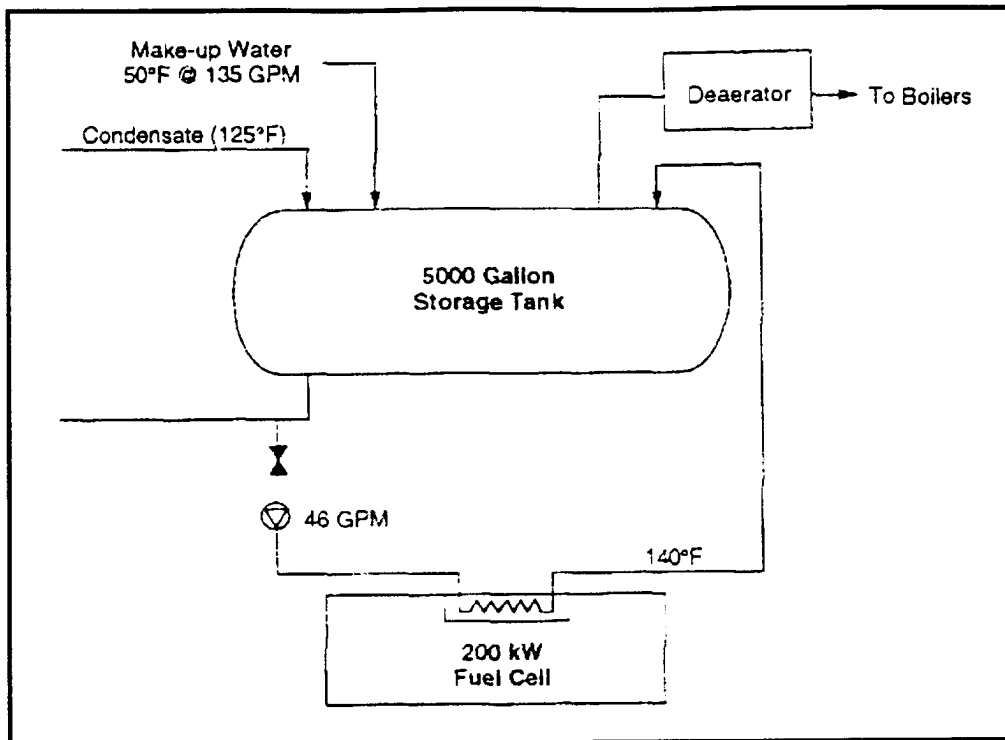 Make-up Water
50°F @ 135 GPM
Condensate (125°F)
Deaerator
To Boilers
5000 Gallon
Storage Tank
46 GPM
140°F
200 kW
Fuel Cell